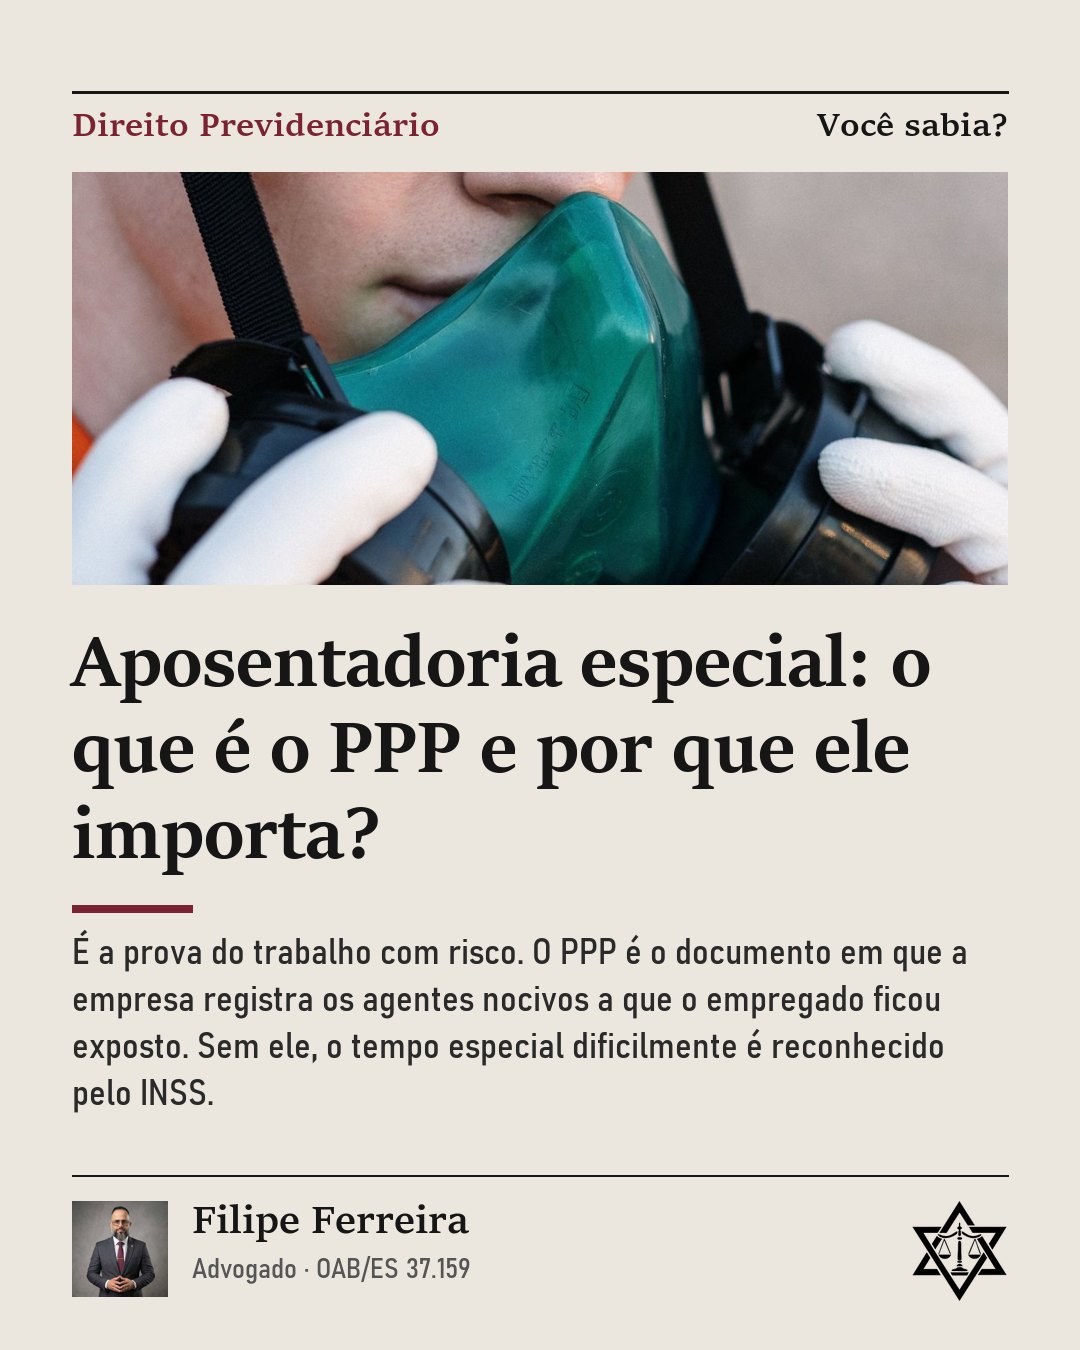 Direito Previdenciário
Você sabia?
Aposentadoria especial: o
que é o PPP e por que ele
importa?
É a prova do trabalho com risco. O PPP é o documento em que a
empresa registra os agentes nocivos a que o empregado ficou
exposto. Sem ele, o tempo especial dificilmente é reconhecido
pelo INSS.
Filipe Ferreira
Advogado · OAB/ES 37.159